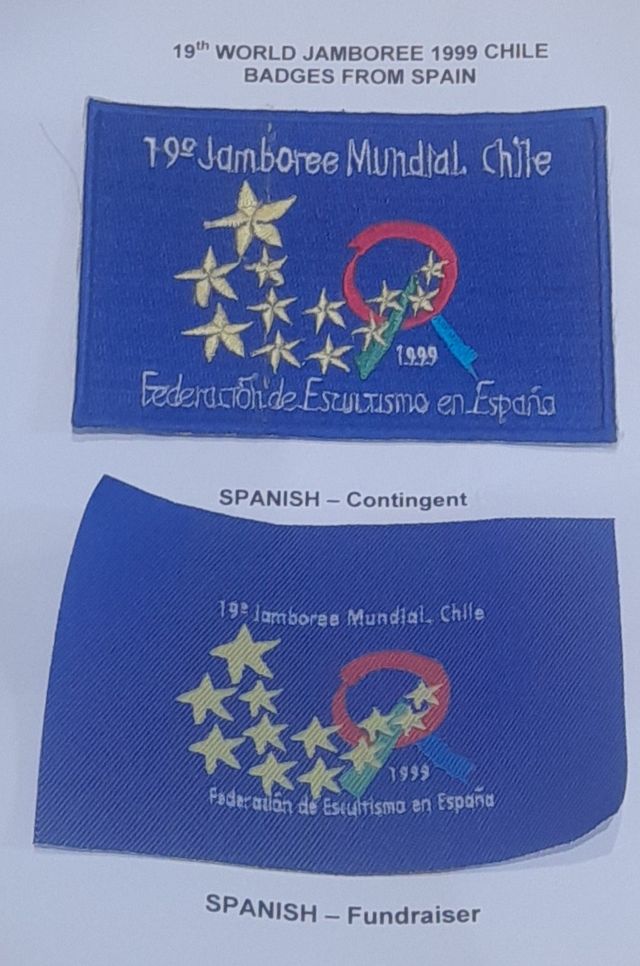 19th WORLD JAMBOREE 1999 CHILE
BADGES FROM SPAIN
19º Jamboree Mundial. Chile
1999
Federación de Escultismo en España
SPANISH – Contingent
19º Jamboree Mundial. Chile
1999
Federación de Escultismo en España
SPANISH – Fundraiser